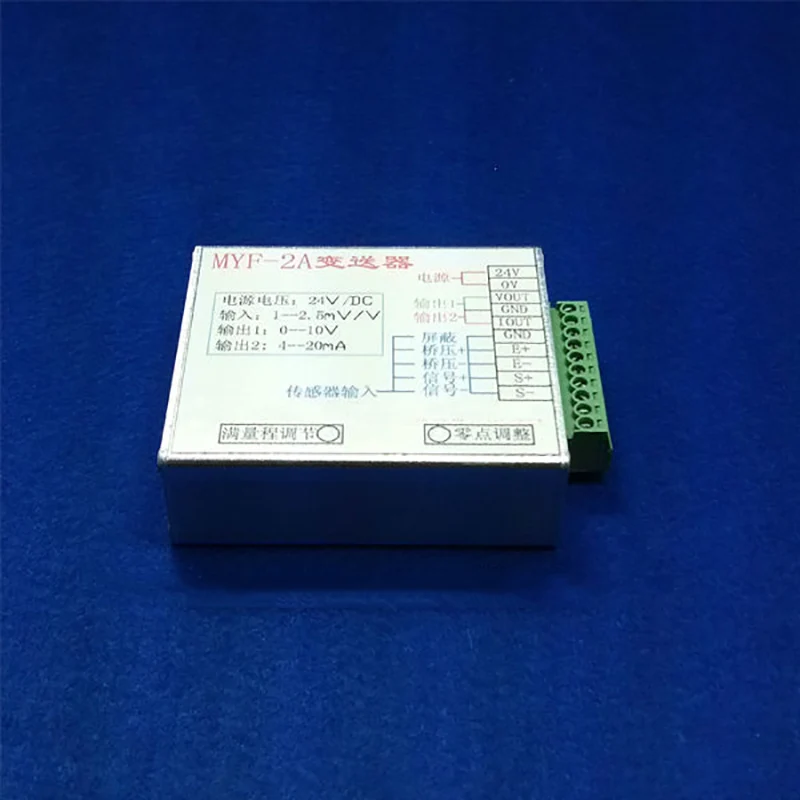 MYF-2A变送器
电源电压：24V/DC
输入：1--2.5mV/V
输出1：0--10V
输出2：4--20mA
电源
24V
0V
输出1
VOUT
GND
输出2
IOUT
屏蔽
GND
桥压+
E+
桥压-
E-
信号+
S+
信号-
S-
传感器输入
满量程调节
零点调整